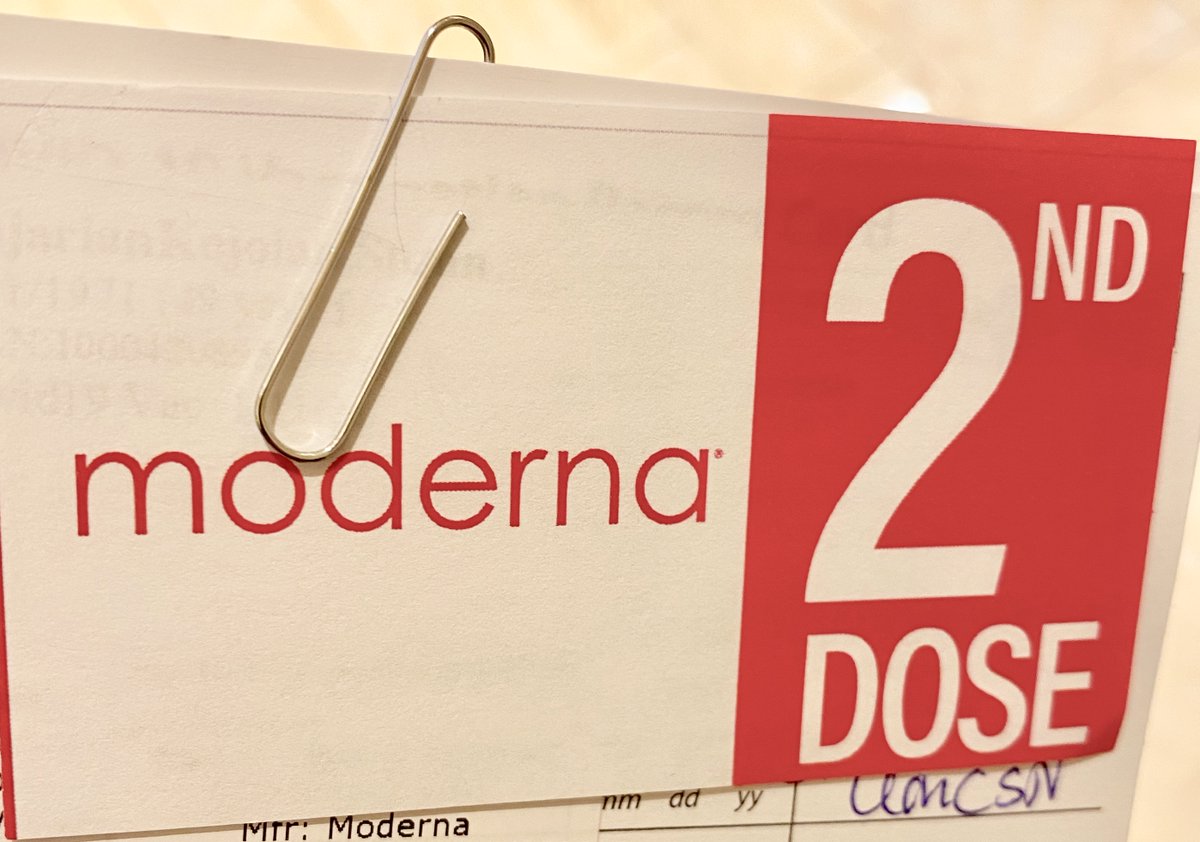 moderna®
2ND
DOSE
mm dd yy
Mfr: Moderna